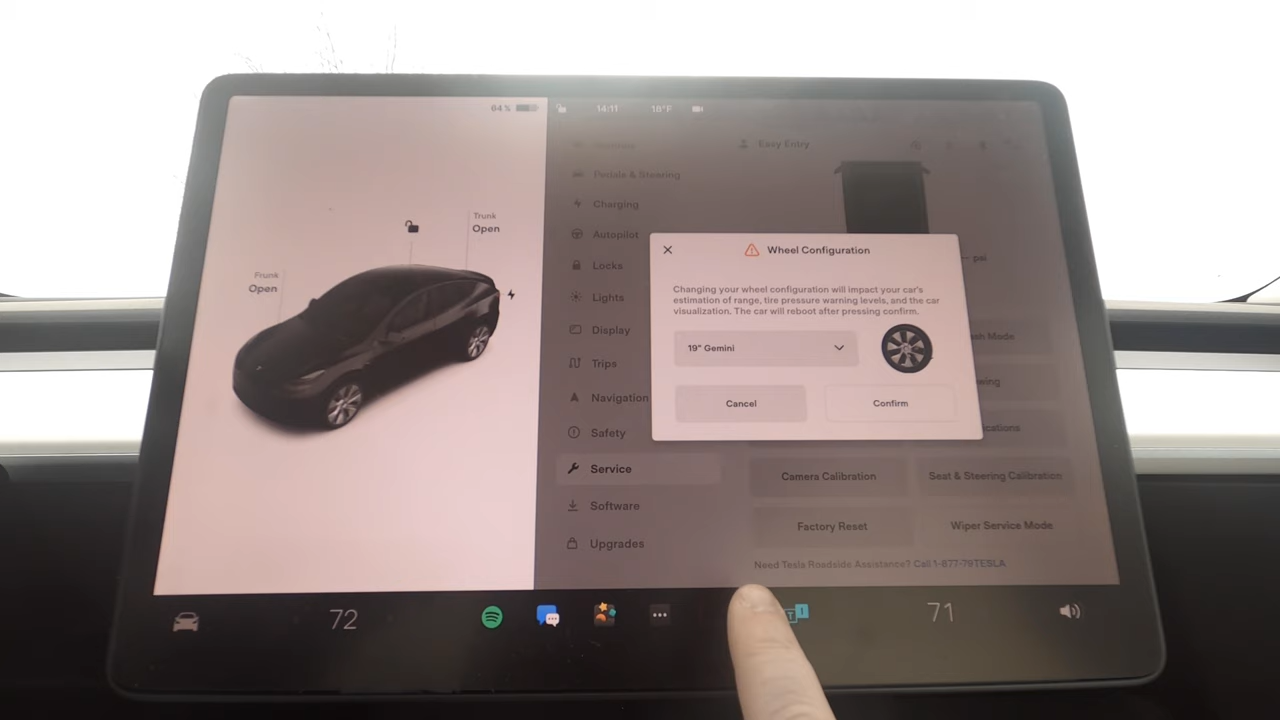 64 %
14:11
18°F
Easy Entry
Pedals & Steering
Charging
Autopilot
Locks
Lights
Display
Trips
Navigation
Safety
Service
Software
Upgrades
Trunk
Open
Frunk
Open
psi
Wheel Configuration
Changing your wheel configuration will impact your car's
estimation of range, tire pressure warning levels, and the car
visualization. The car will reboot after pressing confirm.
19" Gemini
Cancel
Confirm
Mode
Camera Calibration
Seat & Steering Calibration
Factory Reset
Wiper Service Mode
Need Tesla Roadside Assistance? Call 1-877-79TESLA
72
71